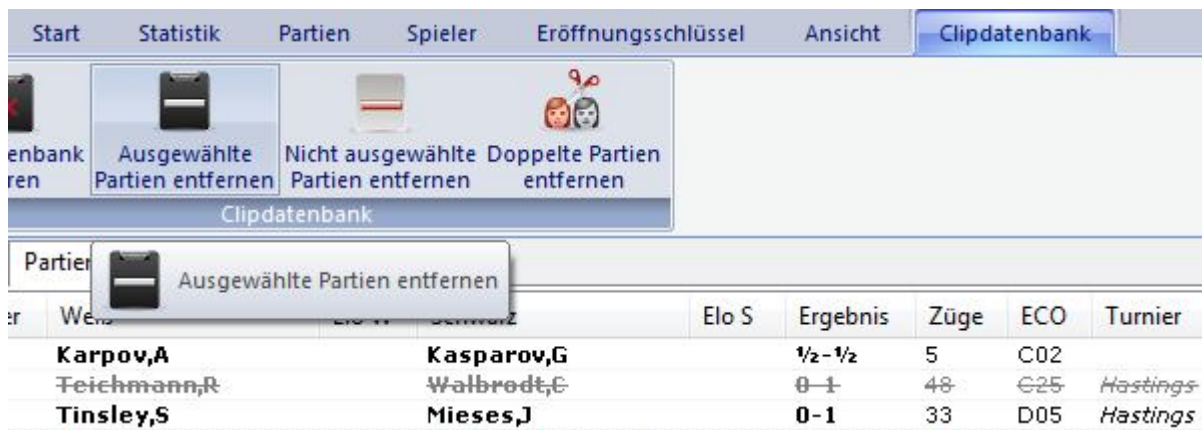 Start Statistik Partien Spieler Eröffnungsschlüssel Ansicht Clipdatenbank
enbank Ausgewählte Nicht ausgewählte Doppelte Partien
ren Partien entfernen Partien entfernen entfernen
Clipdatenbank
Partien
Ausgewählte Partien entfernen
er Elo S Ergebnis Züge ECO Turnier
Karpov,A Kasparov,G ½-½ 5 C02
Teichmann,R Walbrodt,C 0-1 48 C25 Hastings
Tinsley,S Mieses,J 0-1 33 D05 Hastings